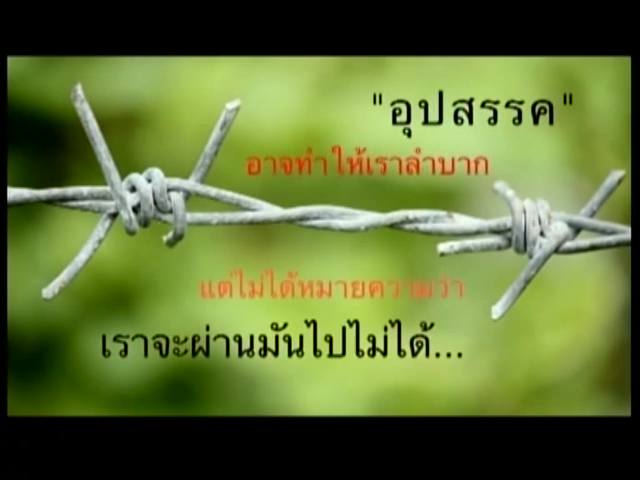 "อุปสรรค"
อาจทำให้เราลำบาก
แต่ไม่ได้หมายความว่า
เราจะผ่านมันไปไม่ได้...